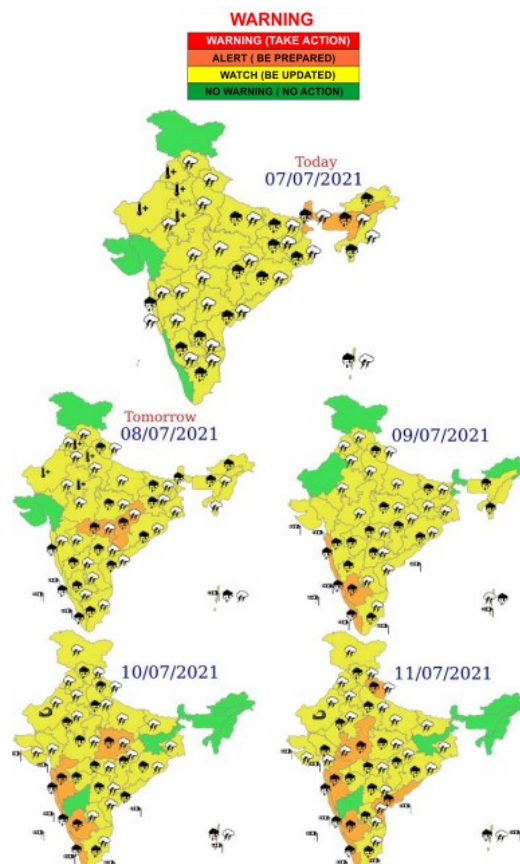 WARNING
WARNING (TAKE ACTION)
ALERT ( BE PREPARED)
WATCH (BE UPDATED)
NO WARNING ( NO ACTION)
Today
07/07/2021
Tomorrow
08/07/2021
09/07/2021
10/07/2021
11/07/2021